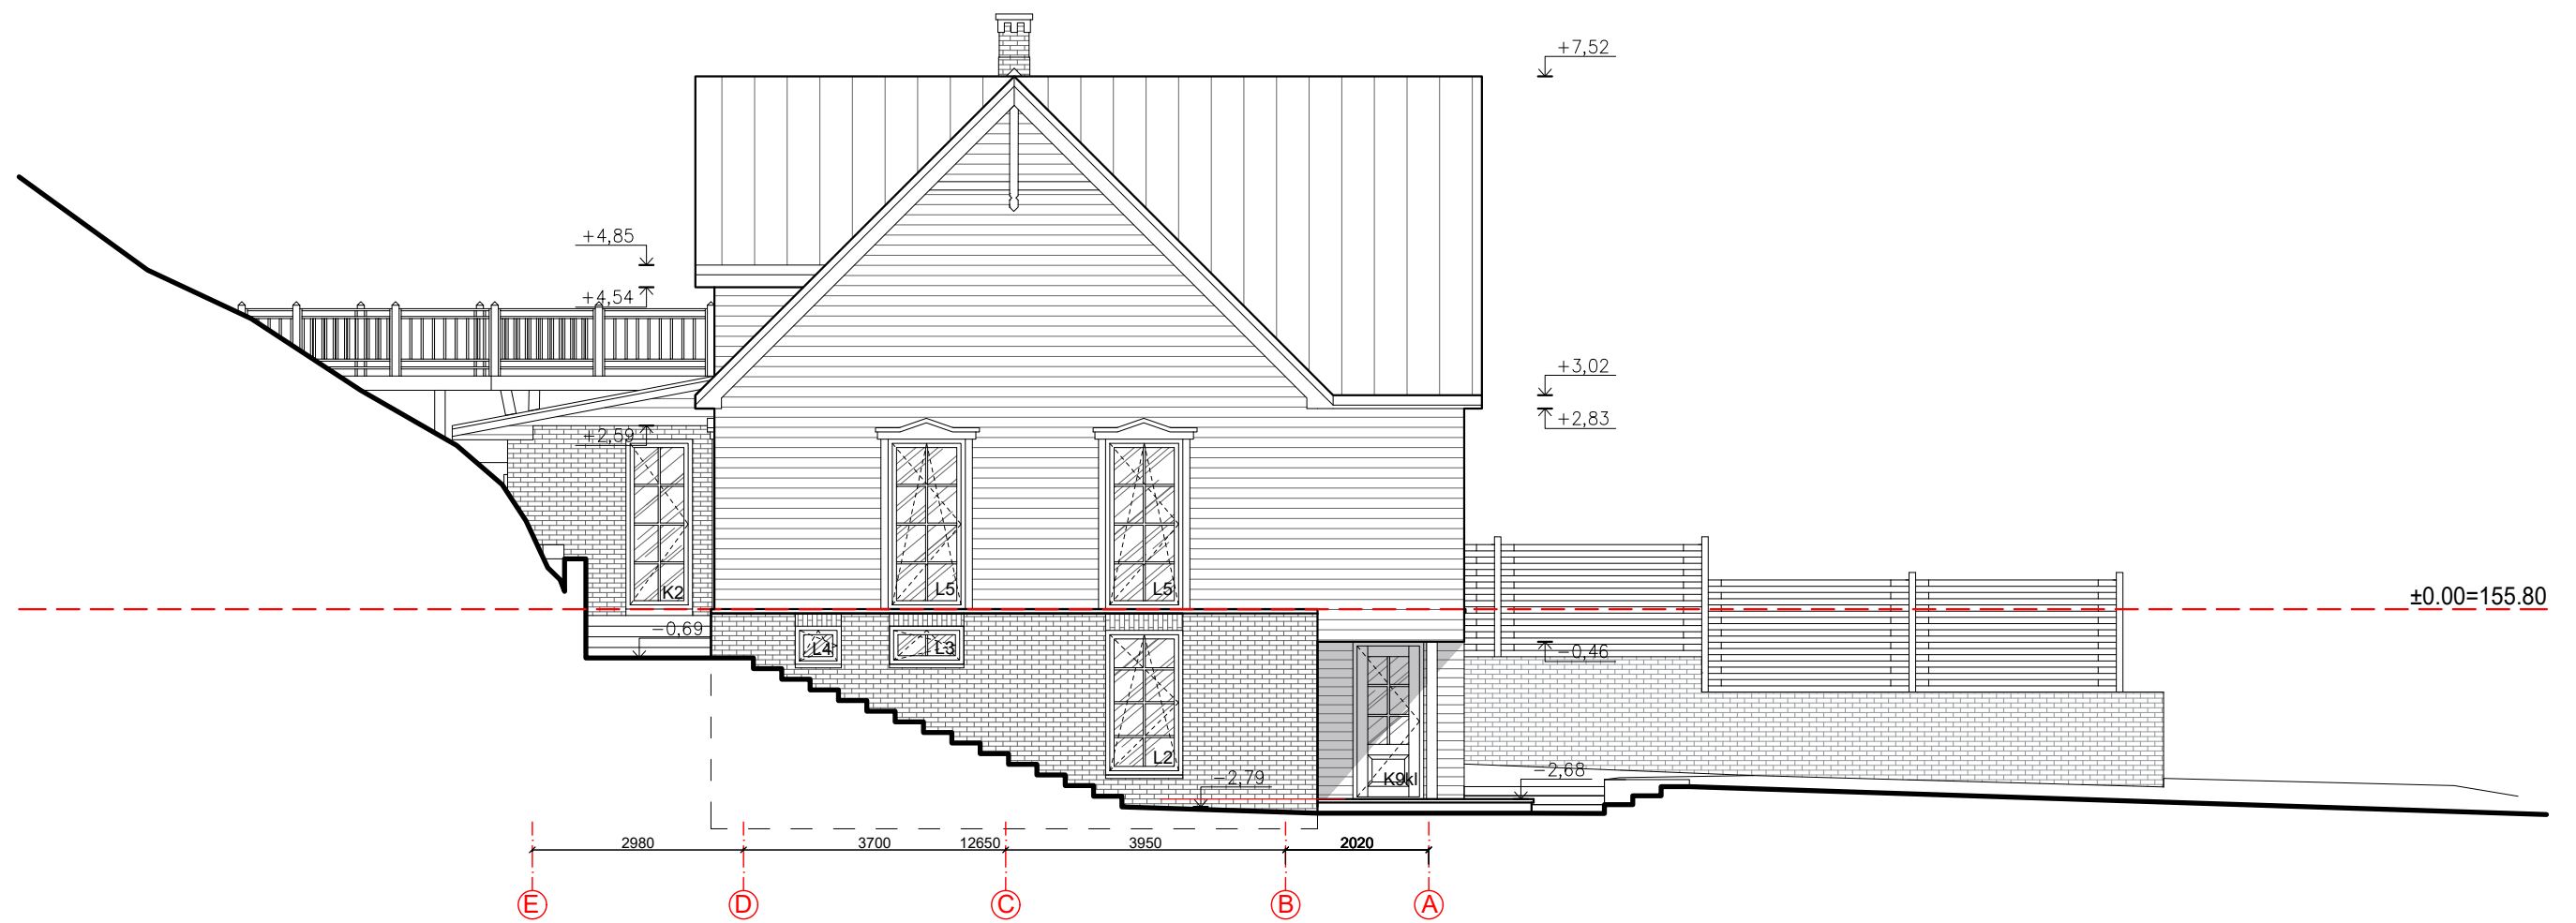 +7,52
+4,85
+4,54
+3,02
+2,83
+2,59
K2
L5
L5
±0.00=155.80
-0,69
L4
L3
-0,46
L2
K9kl
-2,79
-2,68
2980
3700
12650
3950
2020
E
D
C
B
A